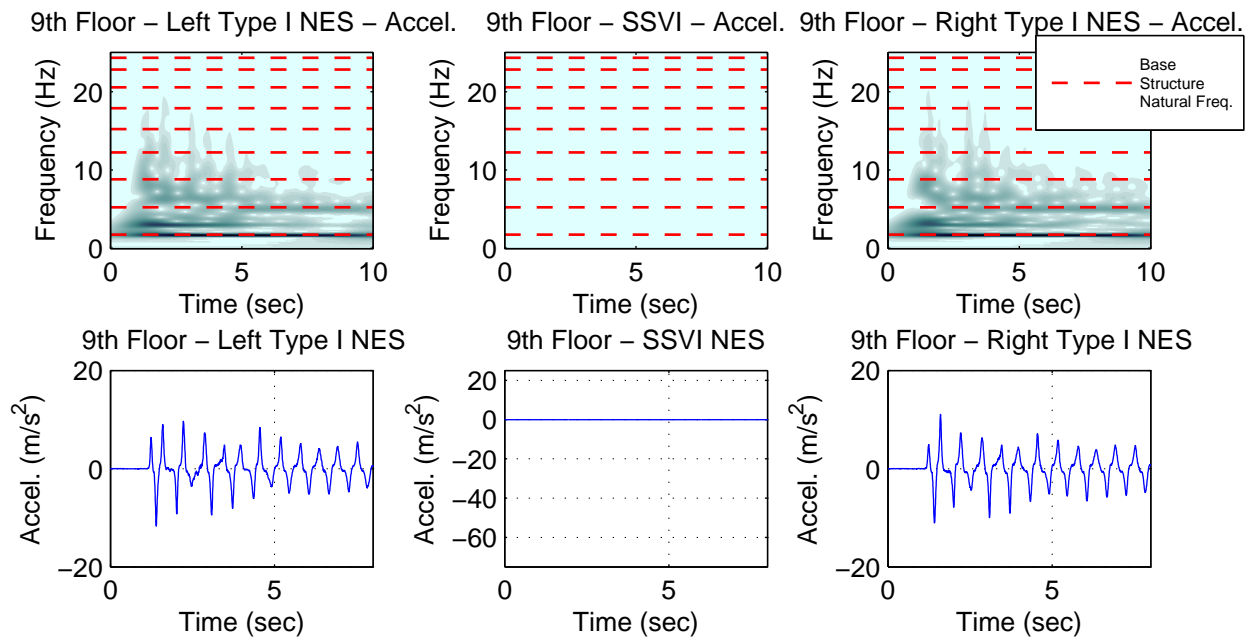 9th Floor – Left Type I NES – Accel.
9th Floor – SSVI – Accel.
9th Floor – Right Type I NES – Accel.
Base
Structure
Natural Freq.
Frequency (Hz)
20
10
0
0
5
10
Time (sec)
Frequency (Hz)
20
10
0
0
5
10
Time (sec)
Frequency (Hz)
20
10
0
0
5
10
Time (sec)
9th Floor – Left Type I NES
9th Floor – SSVI NES
9th Floor – Right Type I NES
Accel. (m/s²)
20
0
−20
0
5
Time (sec)
Accel. (m/s²)
20
0
−20
−40
−60
0
5
Time (sec)
Accel. (m/s²)
20
0
−20
0
5
Time (sec)